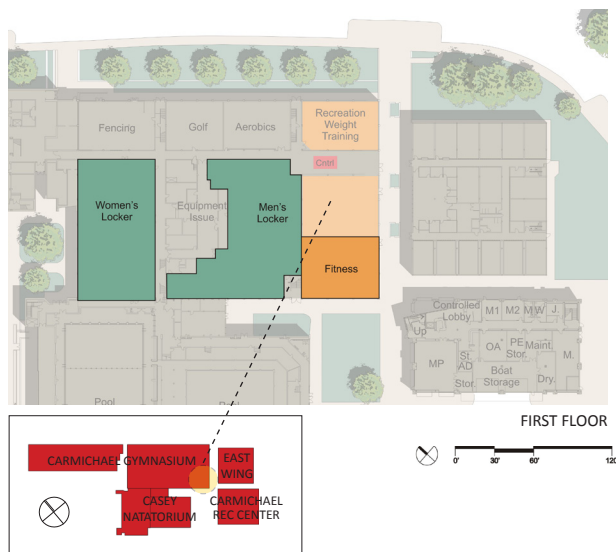 Fencing
Golf
Aerobics
Recreation
Weight
Training
Cntrl
Women's
Locker
Equipment
Issue
Men's
Locker
Fitness
Controlled
Lobby
Up
M1
M2
M
W
J.
MP
St.
AD
Stor.
OA
PE
Stor.
Maint.
M.
Boat
Storage
Dry.
Pool
FIRST FLOOR
0'
30'
60'
120
CARMICHAEL GYMNASIUM
EAST
WING
CASEY
NATATORIUM
CARMICHAEL
REC CENTER